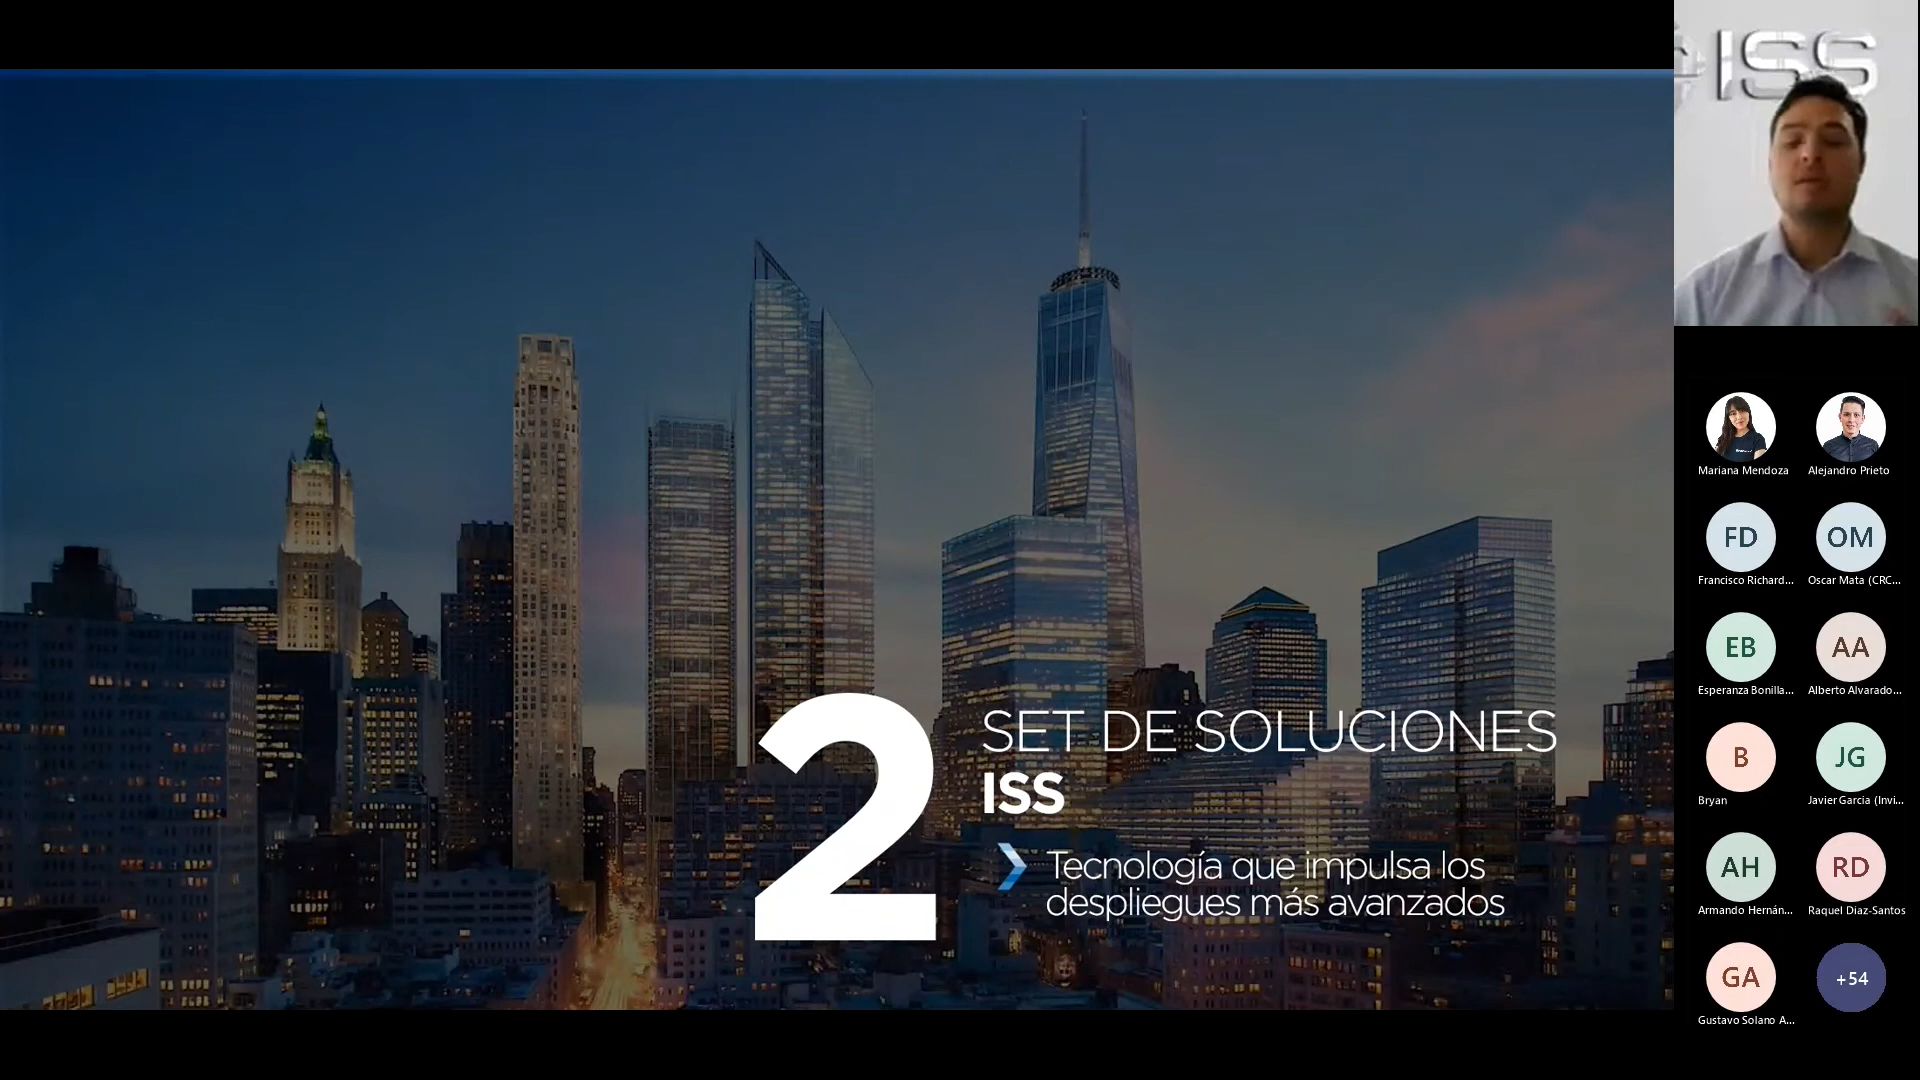 ISS
2
SET DE SOLUCIONES
ISS
Tecnología que impulsa los
despliegues más avanzados
Mariana Mendoza
Alejandro Prieto
FD
OM
Francisco Richard...
Oscar Mata (CRC...
EB
AA
Esperanza Bonilla...
Alberto Alvarado...
B
JG
Bryan
Javier Garcia (Invi...
AH
RD
Armando Hernán...
Raquel Diaz-Santos
GA
+54
Gustavo Solano A...